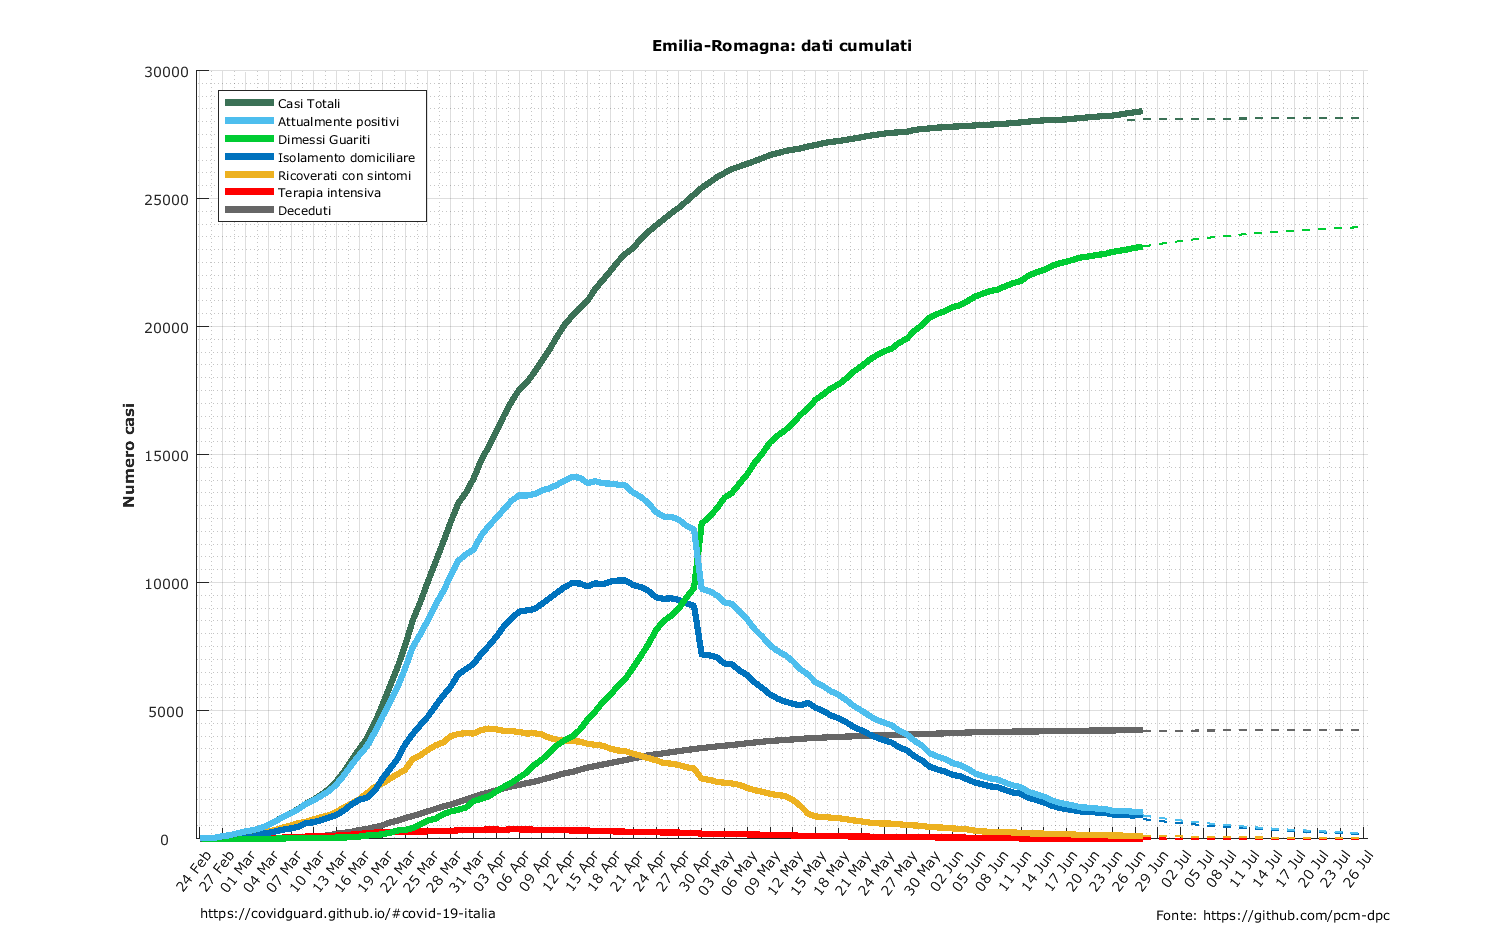 Emilia-Romagna: dati cumulati
30000
25000
20000
15000
10000
5000
0
Numero casi
Casi Totali
Attualmente positivi
Dimessi Guariti
Isolamento domiciliare
Ricoverati con sintomi
Terapia intensiva
Deceduti
24 Feb
27 Feb
01 Mar
04 Mar
07 Mar
10 Mar
13 Mar
16 Mar
19 Mar
22 Mar
25 Mar
28 Mar
31 Mar
03 Apr
06 Apr
09 Apr
12 Apr
15 Apr
18 Apr
21 Apr
24 Apr
27 Apr
30 Apr
03 May
06 May
09 May
12 May
15 May
18 May
21 May
24 May
27 May
30 May
02 Jun
05 Jun
08 Jun
11 Jun
14 Jun
17 Jun
20 Jun
23 Jun
26 Jun
29 Jun
02 Jul
05 Jul
08 Jul
11 Jul
14 Jul
17 Jul
20 Jul
23 Jul
26 Jul
https://covidguard.github.io/#covid-19-italia
Fonte: https://github.com/pcm-dpc